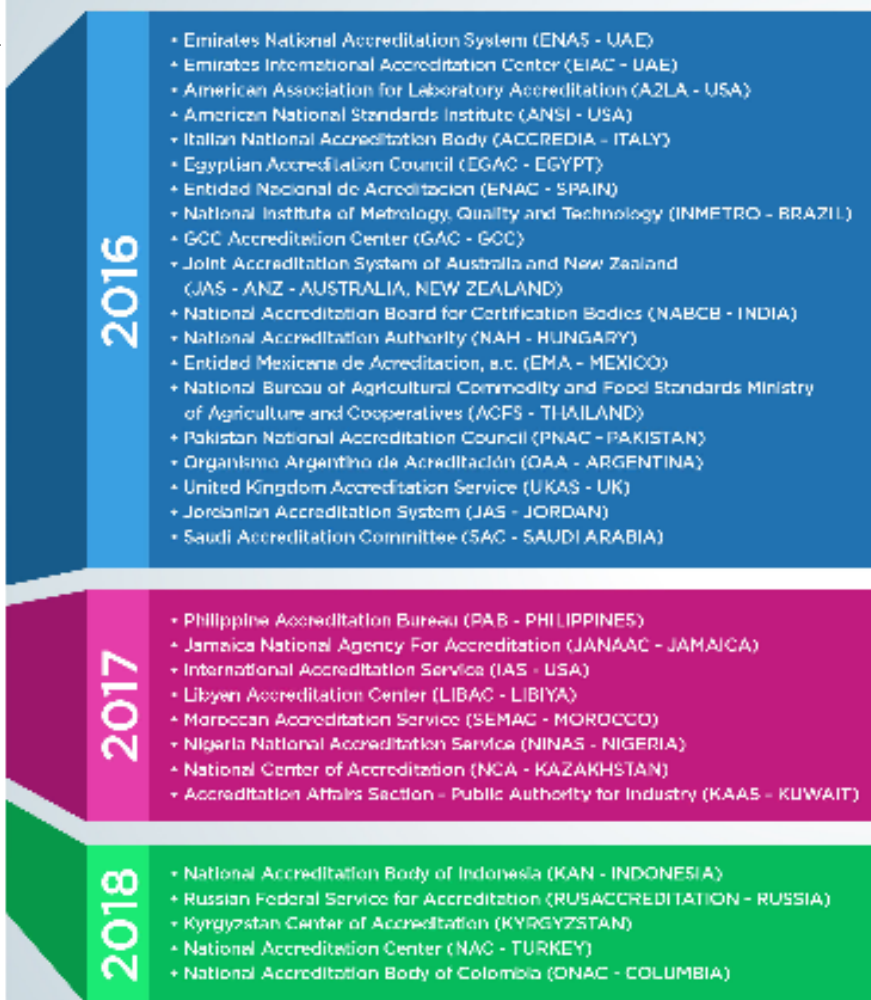 2016
• Emirates National Accreditation System (ENAS - UAE)
• Emirates International Accreditation Center (EIAC - UAE)
• American Association for Laboratory Accreditation (A2LA - USA)
• American National Standards Institute (ANSI - USA)
• Italian National Accreditation Body (ACCREDIA - ITALY)
• Egyptian Accreditation Council (EGAC - EGYPT)
• Entidad Nacional de Acreditacion (ENAC - SPAIN)
• National Institute of Metrology, Quality and Technology (INMETRO - BRAZIL)
• GCC Accreditation Center (GAC - GCC)
• Joint Accreditation System of Australia and New Zealand
(JAS - ANZ - AUSTRALIA, NEW ZEALAND)
• National Accreditation Board for Certification Bodies (NABCB - INDIA)
• National Accreditation Authority (NAH - HUNGARY)
• Entidad Mexicana de Acreditacion, a.c. (EMA - MEXICO)
• National Bureau of Agricultural Commodity and Food Standards Ministry
of Agriculture and Cooperatives (ACFS - THAILAND)
• Pakistan National Accreditation Council (PNAC - PAKISTAN)
• Organismo Argentino de Acreditación (OAA - ARGENTINA)
• United Kingdom Accreditation Service (UKAS - UK)
• Jordanian Accreditation System (JAS - JORDAN)
• Saudi Accreditation Committee (SAC - SAUDI ARABIA)
2017
• Philippine Accreditation Bureau (PAB - PHILIPPINES)
• Jamaica National Agency For Accreditation (JANAAC - JAMAICA)
• International Accreditation Service (IAS - USA)
• Libyan Accreditation Center (LIBAC - LIBIYA)
• Moroccan Accreditation Service (SEMAC - MOROCCO)
• Nigeria National Accreditation Service (NINAS - NIGERIA)
• National Center of Accreditation (NCA - KAZAKHSTAN)
• Accreditation Affairs Section - Public Authority for Industry (KAAS - KUWAIT)
2018
• National Accreditation Body of Indonesia (KAN - INDONESIA)
• Russian Federal Service for Accreditation (RUSACCREDITATION - RUSSIA)
• Kyrgyzstan Center of Accreditation (KYRGYZSTAN)
• National Accreditation Center (NAC - TURKEY)
• National Accreditation Body of Colombia (ONAC - COLUMBIA)